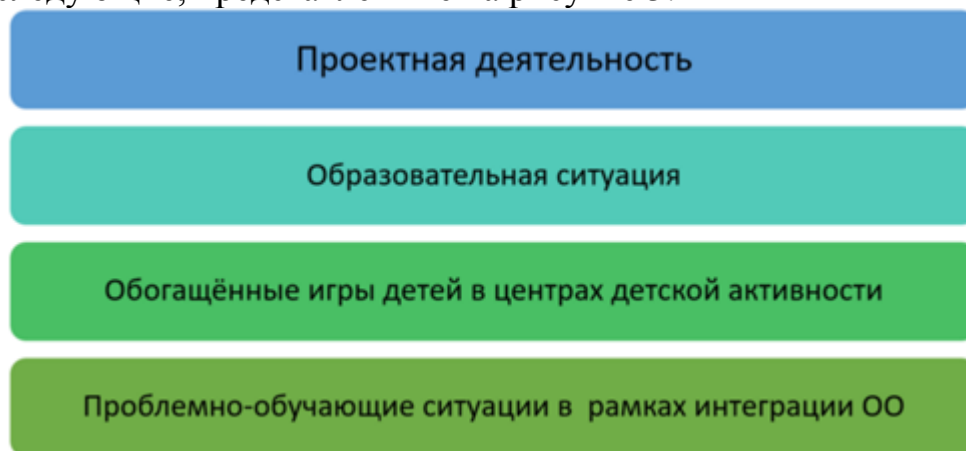 Проектная деятельность
Образовательная ситуация
Обогащённые игры детей в центрах детской активности
Проблемно-обучающие ситуации в рамках интеграции ОО